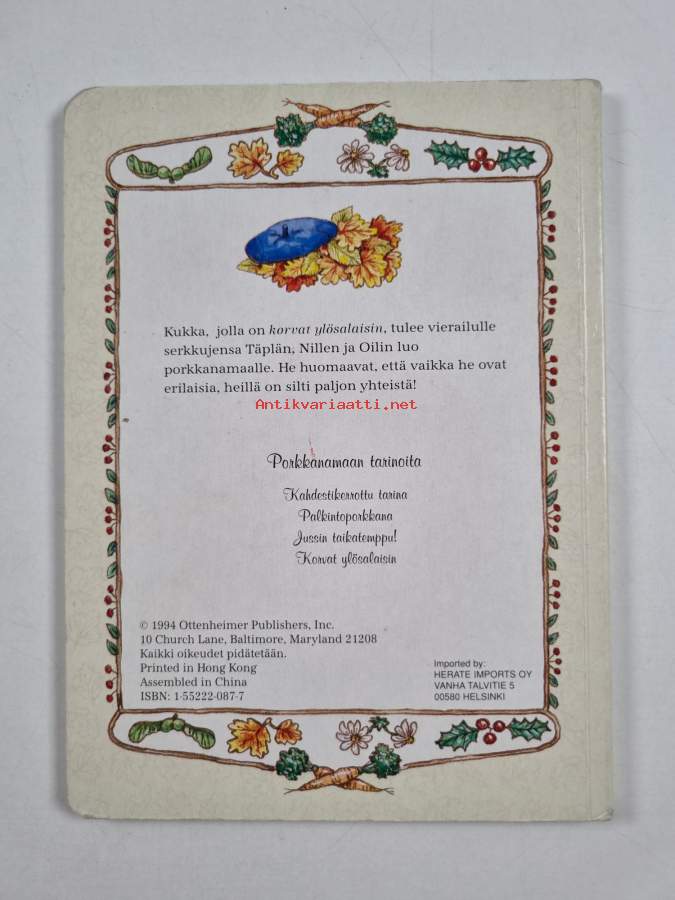 Kukka, jolla on korvat ylösalaisin, tulee vierailulle
serkkujensa Täplän, Nillen ja Oilin luo
porkkanamaalle. He huomaavat, että vaikka he ovat
erilaisia, heillä on silti paljon yhteistä!
Antikvariaatti.net
Porkkanamaan tarinoita
Kahdestikerrottu tarina
Palkintoporkkana
Jussin taikatemppu!
Korvat ylösalaisin
© 1994 Ottenheimer Publishers, Inc.
10 Church Lane, Baltimore, Maryland 21208
Kaikki oikeudet pidätetään.
Printed in Hong Kong
Assembled in China
ISBN: 1-55222-087-7
Imported by:
HERATE IMPORTS OY
VANHA TALVITIE 5
00580 HELSINKI